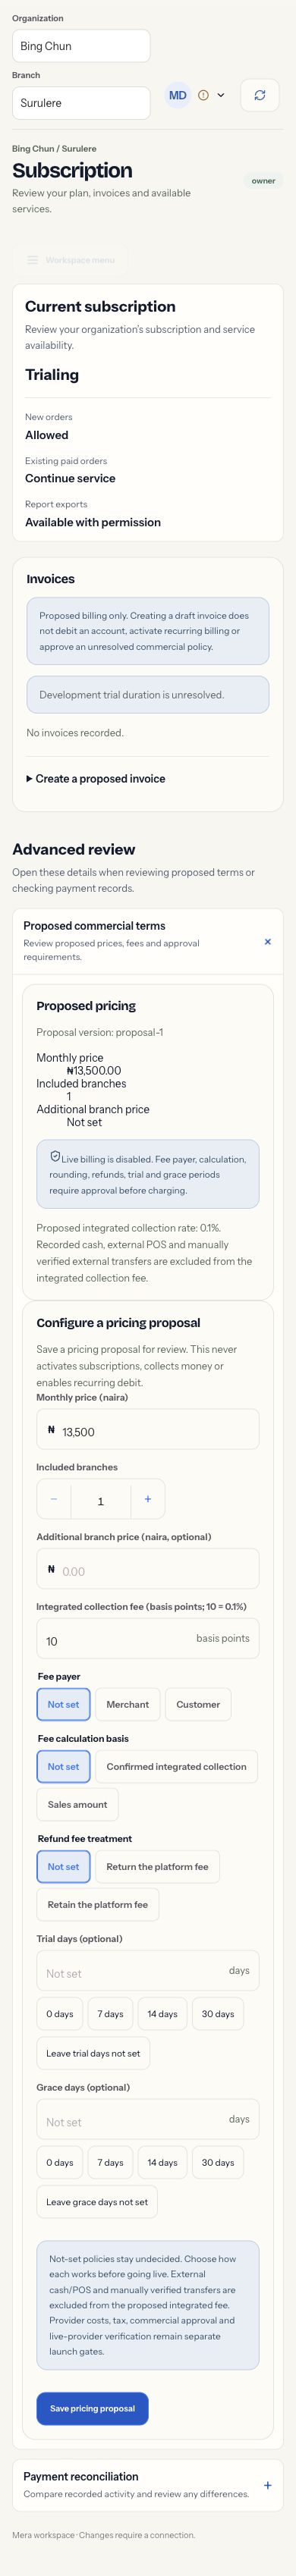 Organization
Bing Chun
Branch
Surulere
MD
Bing Chun / Surulere
Subscription
Review your plan, invoices and available
services.
owner
Workspace menu
Current subscription
Review your organization's subscription and service
availability.
Trialing
New orders
Allowed
Existing paid orders
Continue service
Report exports
Available with permission
Invoices
Proposed billing only. Creating a draft invoice does
not debit an account, activate recurring billing or
approve an unresolved commercial policy.
Development trial duration is unresolved.
No invoices recorded.
Create a proposed invoice
Advanced review
Open these details when reviewing proposed terms or
checking payment records.
Proposed commercial terms
Review proposed prices, fees and approval
requirements.
Proposed pricing
Proposal version: proposal-1
Monthly price
₦13,500.00
Included branches
1
Additional branch price
Not set
Live billing is disabled. Fee payer, calculation,
rounding, refunds, trial and grace periods
require approval before charging.
Proposed integrated collection rate: 0.1%.
Recorded cash, external POS and manually
verified external transfers are excluded from the
integrated collection fee.
Configure a pricing proposal
Save a pricing proposal for review. This never
activates subscriptions, collects money or
enables recurring debit.
Monthly price (naira)
₦ 13,500
Included branches
− 1 +
Additional branch price (naira, optional)
₦ 0.00
Integrated collection fee (basis points; 10 = 0.1%)
10 basis points
Fee payer
Not set Merchant Customer
Fee calculation basis
Not set Confirmed integrated collection
Sales amount
Refund fee treatment
Not set Return the platform fee
Retain the platform fee
Trial days (optional)
Not set days
0 days 7 days 14 days 30 days
Leave trial days not set
Grace days (optional)
Not set days
0 days 7 days 14 days 30 days
Leave grace days not set
Not-set policies stay undecided. Choose how
each works before going live. External
cash/POS and manually verified transfers are
excluded from the proposed integrated fee.
Provider costs, tax, commercial approval and
live-provider verification remain separate
launch gates.
Save pricing proposal
Payment reconciliation
Compare recorded activity and review any differences.
+
Mera workspace · Changes require a connection.